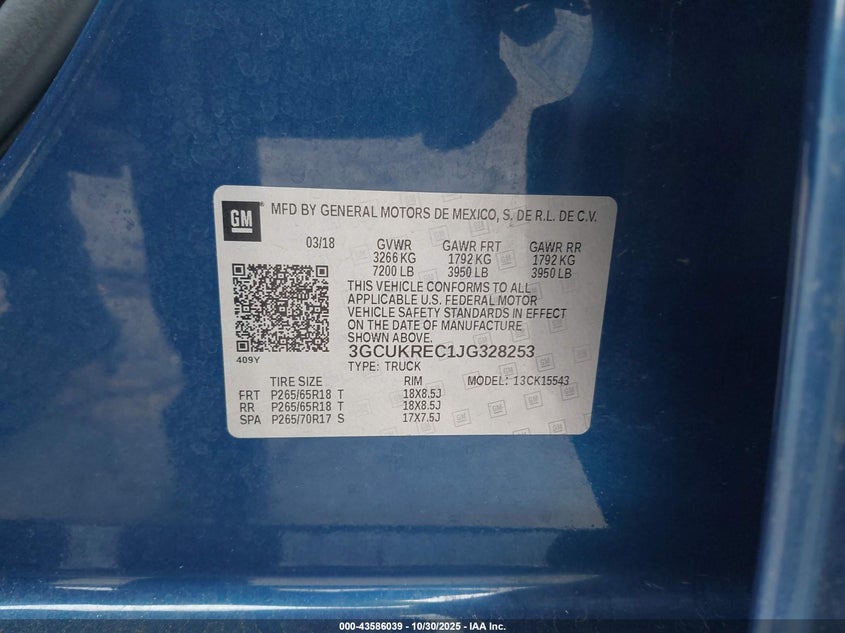 GM MFD BY GENERAL MOTORS DE MEXICO, S. DE R.L. DE C.V.
03/18 GVWR GAWR FRT GAWR RR
3266 KG 1792 KG 1792 KG
7200 LB 3950 LB 3950 LB
THIS VEHICLE CONFORMS TO ALL
APPLICABLE U.S. FEDERAL MOTOR
VEHICLE SAFETY STANDARDS IN EFFECT
ON THE DATE OF MANUFACTURE
SHOWN ABOVE.
409Y
3GCUKREC1JG328253
TYPE: TRUCK
TIRE SIZE RIM MODEL: 13CK15543
FRT P265/65R18 T 18X8.5J
RR P265/65R18 T 18X8.5J
SPA P265/70R17 S 17X7.5J
000-43586039 - 10/30/2025 - IAA Inc.